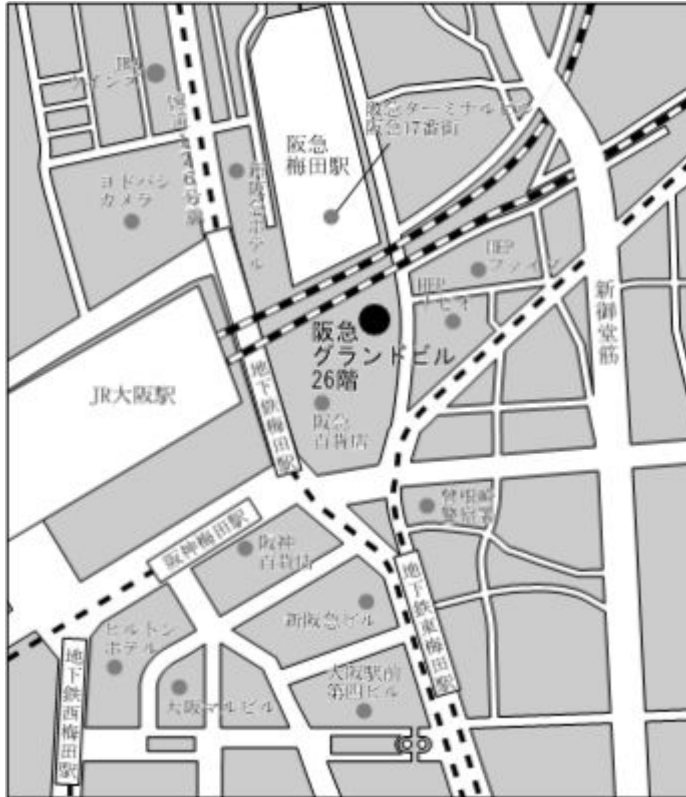 阪急ターミナルビル
阪急17番街
阪急
梅田駅
ヨドバシ
カメラ
HEP
ファイブ
HEP
ナビオ
新御堂筋
阪急
グランドビル
26階
JR大阪駅
地下鉄梅田駅
阪急
百貨店
曽根崎
警察署
阪神梅田駅
阪神
百貨店
地下鉄東梅田駅
新阪急ビル
ヒルトン
ホテル
大阪マルビル
大阪駅前
第四ビル
地下鉄西梅田駅